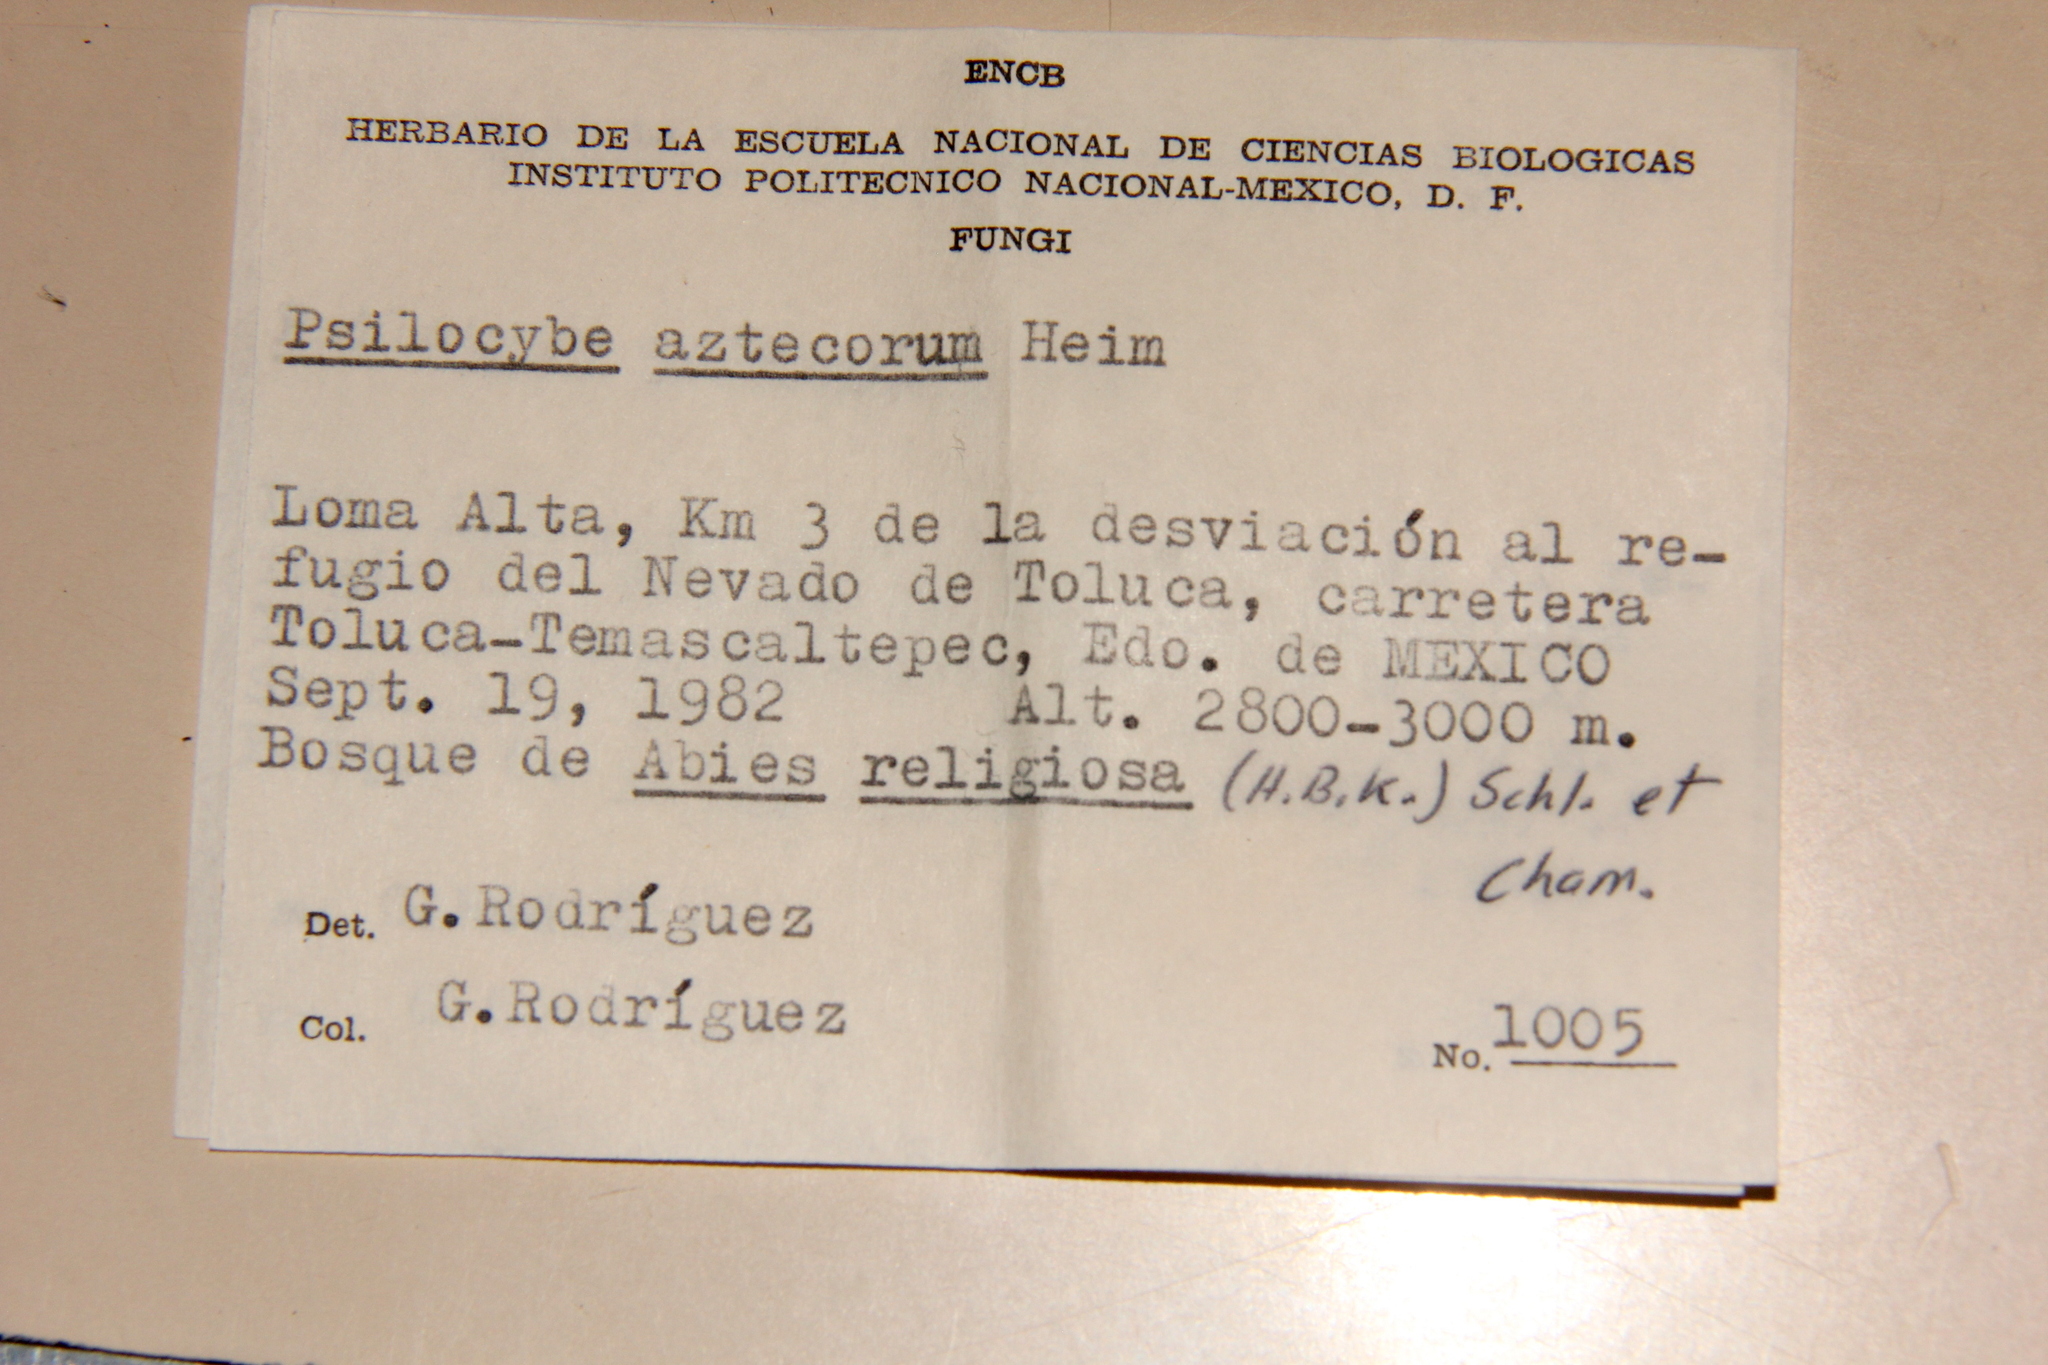 ENCB
HERBARIO DE LA ESCUELA NACIONAL DE CIENCIAS BIOLOGICAS
INSTITUTO POLITECNICO NACIONAL-MEXICO, D. F.
FUNGI
Psilocybe aztecorum Heim
Loma Alta, Km 3 de la desviación al re-
fugio del Nevado de Toluca, carretera
Toluca-Temascaltepec, Edo. de MEXICO
Sept. 19, 1982 Alt. 2800-3000 m.
Bosque de Abies religiosa (H.B.K.) Schl. et
Cham.
Det. G.Rodríguez
Col. G.Rodríguez
No. 1005